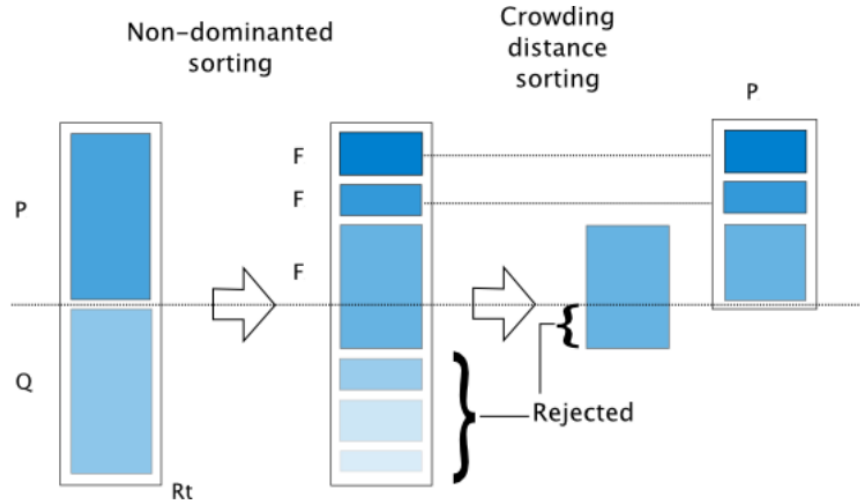 Non-dominanted
sorting
Crowding
distance
sorting
P
F
F
P
F
Q
Rejected
Rt